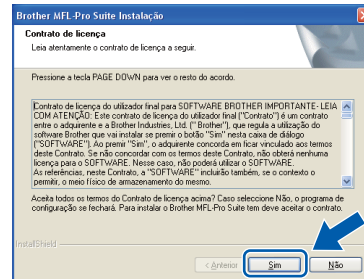 Brother MFL-Pro Suite Instalação
Contrato de licença
Leia atentamente o contrato de licença a seguir.
Pressione a tecla PAGE DOWN para ver o resto do acordo.
Contrato de licença do utilizador final para SOFTWARE BROTHER IMPORTANTE- LEIA
COM ATENÇÃO: Este contrato de licença do utilizador final ("Contrato") é um contrato
entre o adquirente e a Brother Industries, Ltd. (" Brother"), que regula a utilização do
software Brother que vai instalar se premir o botão "Sim" nesta caixa de diálogo
("SOFTWARE"). Ao premir "Sim", o adquirente concorda em ficar vinculado aos termos
deste Contrato. Se não concordar com os termos deste Contrato, não obterá nenhuma
licença para o SOFTWARE. Nesse caso, não poderá utilizar o SOFTWARE.
As referências, neste Contrato, a "SOFTWARE" incluirão também, se o contexto o
permitir, o meio físico de armazenamento do mesmo.
Aceita todos os termos do Contrato de licença acima? Caso seleccione Não, o programa de
configuração se fechará. Para instalar o Brother MFL-Pro Suite tem deve aceitar o contrato.
InstallShield
< Anterior
Sim
Não